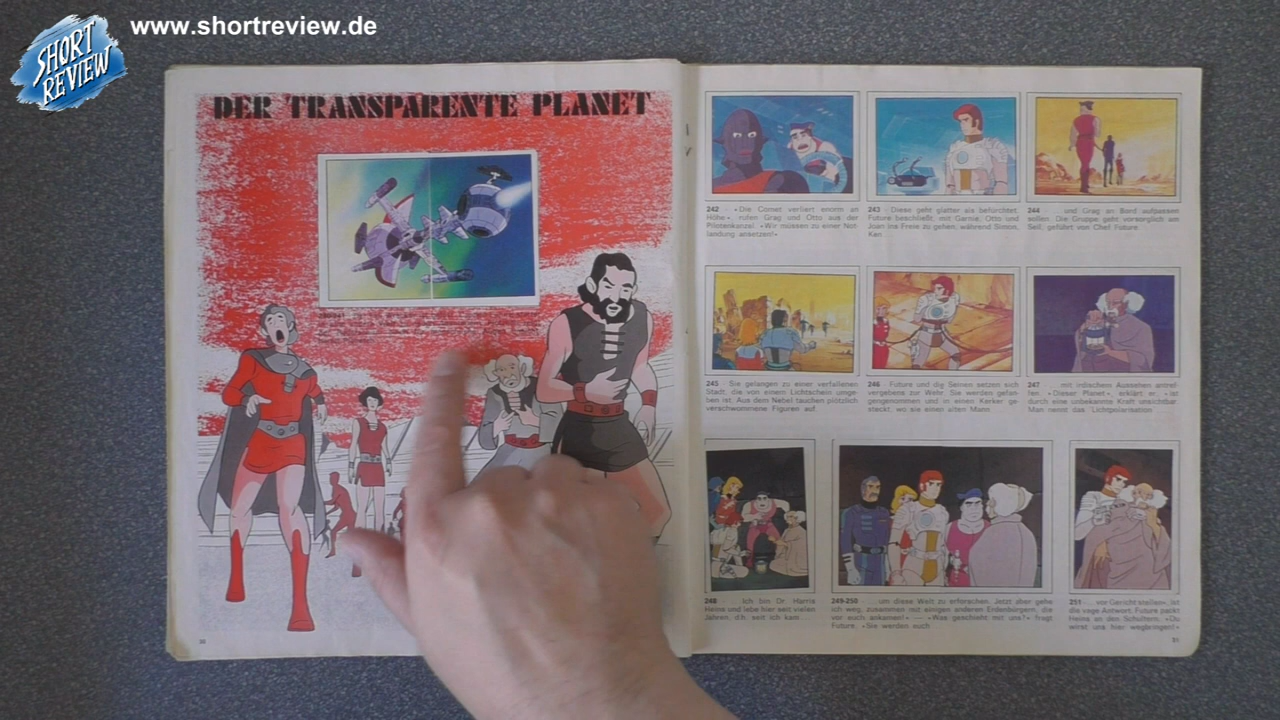 SHORT
REVIEW
www.shortreview.de
DER TRANSPARENTE PLANET
242 - «Die Comet verliert enorm an
Höhe», rufen Grag und Otto aus der
Pilotenkanzel. «Wir müssen zu einer Not-
landung ansetzen!»
243 - Diese geht glatter als befürchtet.
Future beschließt, mit Garnie, Otto und
Joan ins Freie zu gehen, während Simon,
Ken
244 ... und Grag an Bord aufpassen
sollen. Die Gruppe geht vorsorglich am
Seil, geführt von Chef Future.
245 - Sie gelangen zu einer verfallenen
Stadt, die von einem Lichtschein umge-
ben ist. Aus dem Nebel tauchen plötzlich
verschwommene Figuren auf.
246 - Future und die Seinen setzen sich
vergebens zur Wehr. Sie werden gefan-
gengenommen und in einen Kerker ge-
steckt, wo sie einen alten Mann
247 ... mit irdischem Aussehen antref-
fen. «Dieser Planet», erklärt er, «ist
durch eine unbekannte Kraft unsichtbar.
Man nennt das 'Lichtpolarisation'
248 - ... Ich bin Dr. Harris
Heins und lebe hier seit vielen
Jahren, d.h. seit ich kam
249-250 ... um diese Welt zu erforschen. Jetzt aber gehe
ich weg, zusammen mit einigen anderen Erdenbürgern, die
vor euch ankamen!» — «Was geschieht mit uns?» fragt
Future. «Sie werden euch
251 - ... vor Gericht stellen», ist
die vage Antwort. Future packt
Heins an den Schultern. «Du
wirst uns hier wegbringen!»